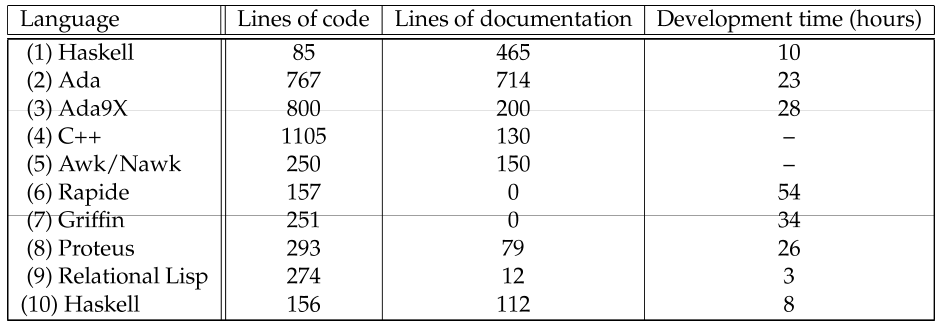 Language Lines of code Lines of documentation Development time (hours)
(1) Haskell 85 465 10
(2) Ada 767 714 23
(3) Ada9X 800 200 28
(4) C++ 1105 130 –
(5) Awk/Nawk 250 150 –
(6) Rapide 157 0 54
(7) Griffin 251 0 34
(8) Proteus 293 79 26
(9) Relational Lisp 274 12 3
(10) Haskell 156 112 8